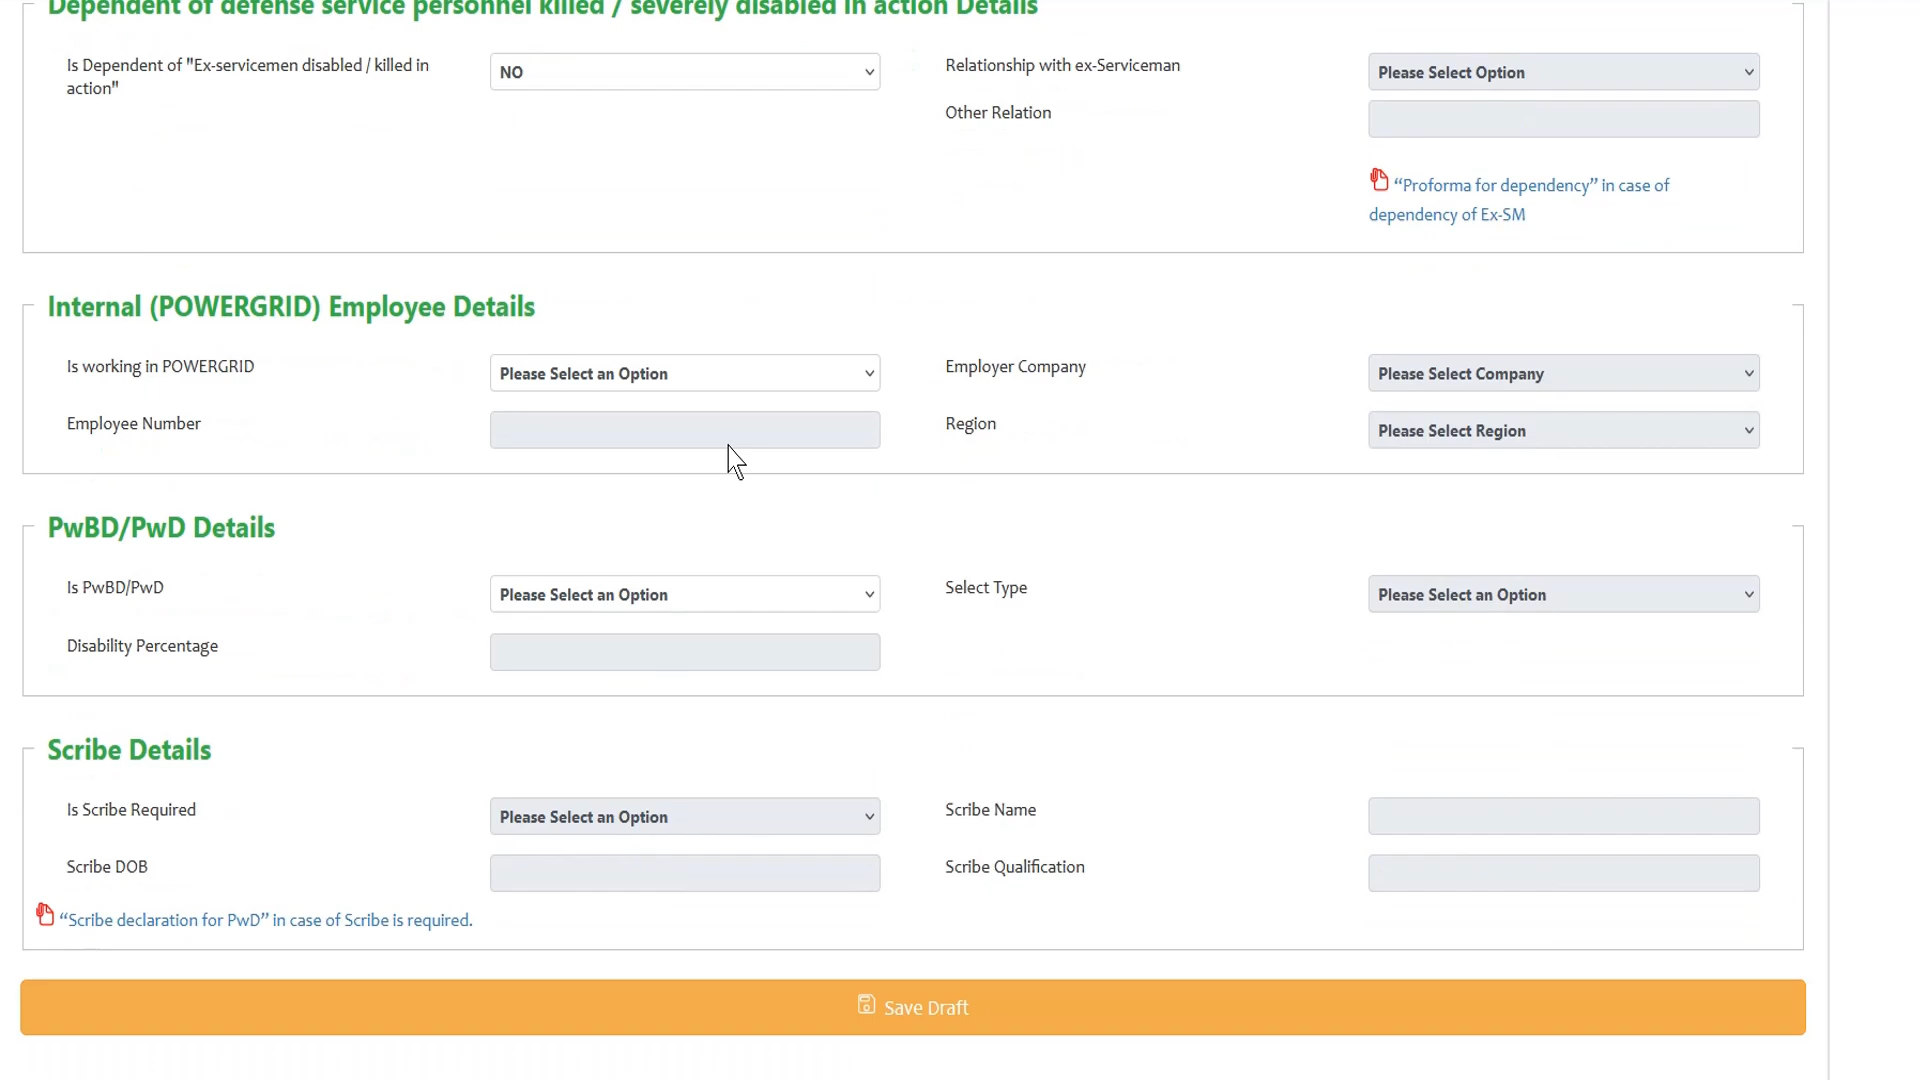 Dependent of defense service personnel killed / severely disabled in action Details
Is Dependent of "Ex-servicemen disabled / killed in
action"
NO
Relationship with ex-Serviceman
Please Select Option
Other Relation
“Proforma for dependency” in case of
dependency of Ex-SM
Internal (POWERGRID) Employee Details
Is working in POWERGRID
Please Select an Option
Employer Company
Please Select Company
Employee Number
Region
Please Select Region
PwBD/PwD Details
Is PwBD/PwD
Please Select an Option
Select Type
Please Select an Option
Disability Percentage
Scribe Details
Is Scribe Required
Please Select an Option
Scribe Name
Scribe DOB
Scribe Qualification
“Scribe declaration for PwD” in case of Scribe is required.
Save Draft